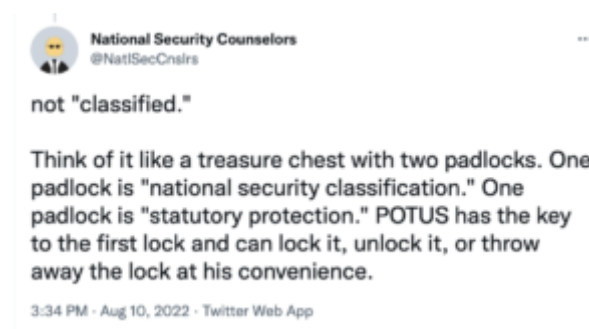 National Security Counselors
@NatlSecCnslrs
not "classified."
Think of it like a treasure chest with two padlocks. One
padlock is "national security classification." One
padlock is "statutory protection." POTUS has the key
to the first lock and can lock it, unlock it, or throw
away the lock at his convenience.
3:34 PM · Aug 10, 2022 · Twitter Web App